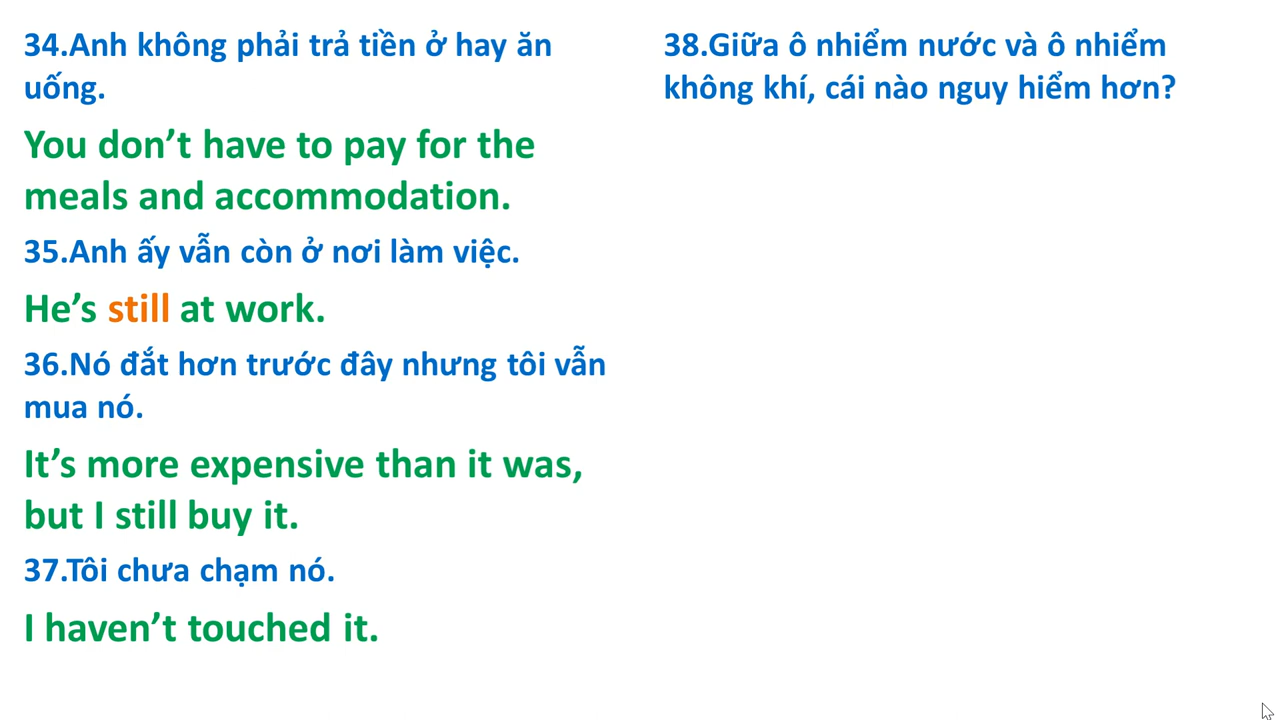 34.Anh không phải trả tiền ở hay ăn
uống.
You don’t have to pay for the
meals and accommodation.
35.Anh ấy vẫn còn ở nơi làm việc.
He’s still at work.
36.Nó đắt hơn trước đây nhưng tôi vẫn
mua nó.
It’s more expensive than it was,
but I still buy it.
37.Tôi chưa chạm nó.
I haven’t touched it.
38.Giữa ô nhiểm nước và ô nhiểm
không khí, cái nào nguy hiểm hơn?